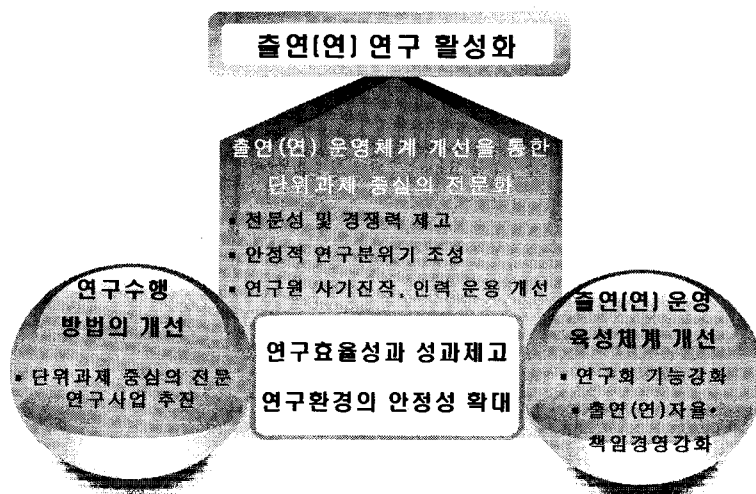 출연(연) 연구 활성화
출연(연) 운영체계 개선을 통한
단위과제 중심의 전문화
▪ 전문성 및 경쟁력 제고
▪ 안정적 연구분위기 조성
▪ 연구원 사기진작, 인력 운용 개선
연구수행
방법의 개선
▪ 단위과제 중심의 전문
연구사업 추진
연구효율성과 성과제고
연구환경의 안정성 확대
출연(연) 운영
육성체계 개선
▪ 연구회 기능강화
▪ 출연(연)자율·
책임경영강화